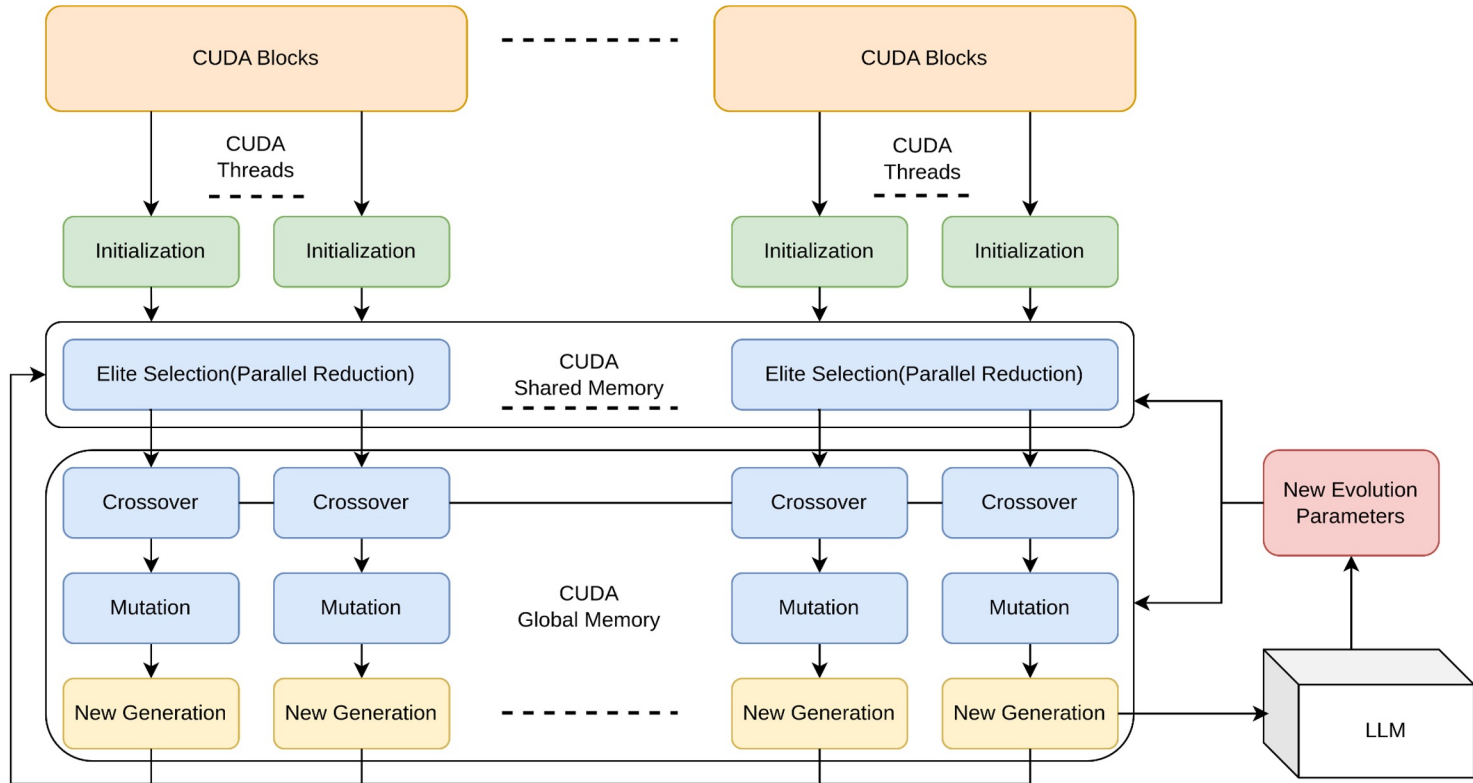 CUDA Blocks
CUDA Blocks
CUDA
Threads
CUDA
Threads
Initialization
Initialization
Initialization
Initialization
Elite Selection(Parallel Reduction)
CUDA
Shared Memory
Elite Selection(Parallel Reduction)
Crossover
Crossover
Crossover
Crossover
New Evolution
Parameters
Mutation
Mutation
CUDA
Global Memory
Mutation
Mutation
New Generation
New Generation
New Generation
New Generation
LLM